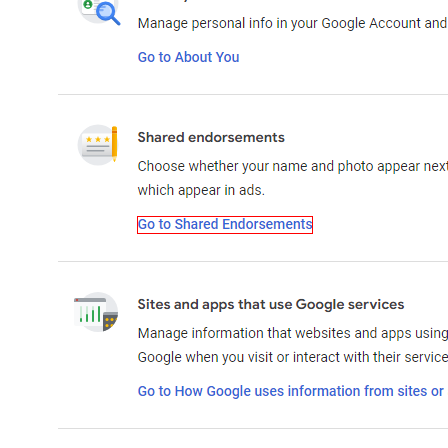 Manage personal info in your Google Account and
Go to About You
Shared endorsements
Choose whether your name and photo appear next
which appear in ads.
Go to Shared Endorsements
Sites and apps that use Google services
Manage information that websites and apps using
Google when you visit or interact with their service
Go to How Google uses information from sites or